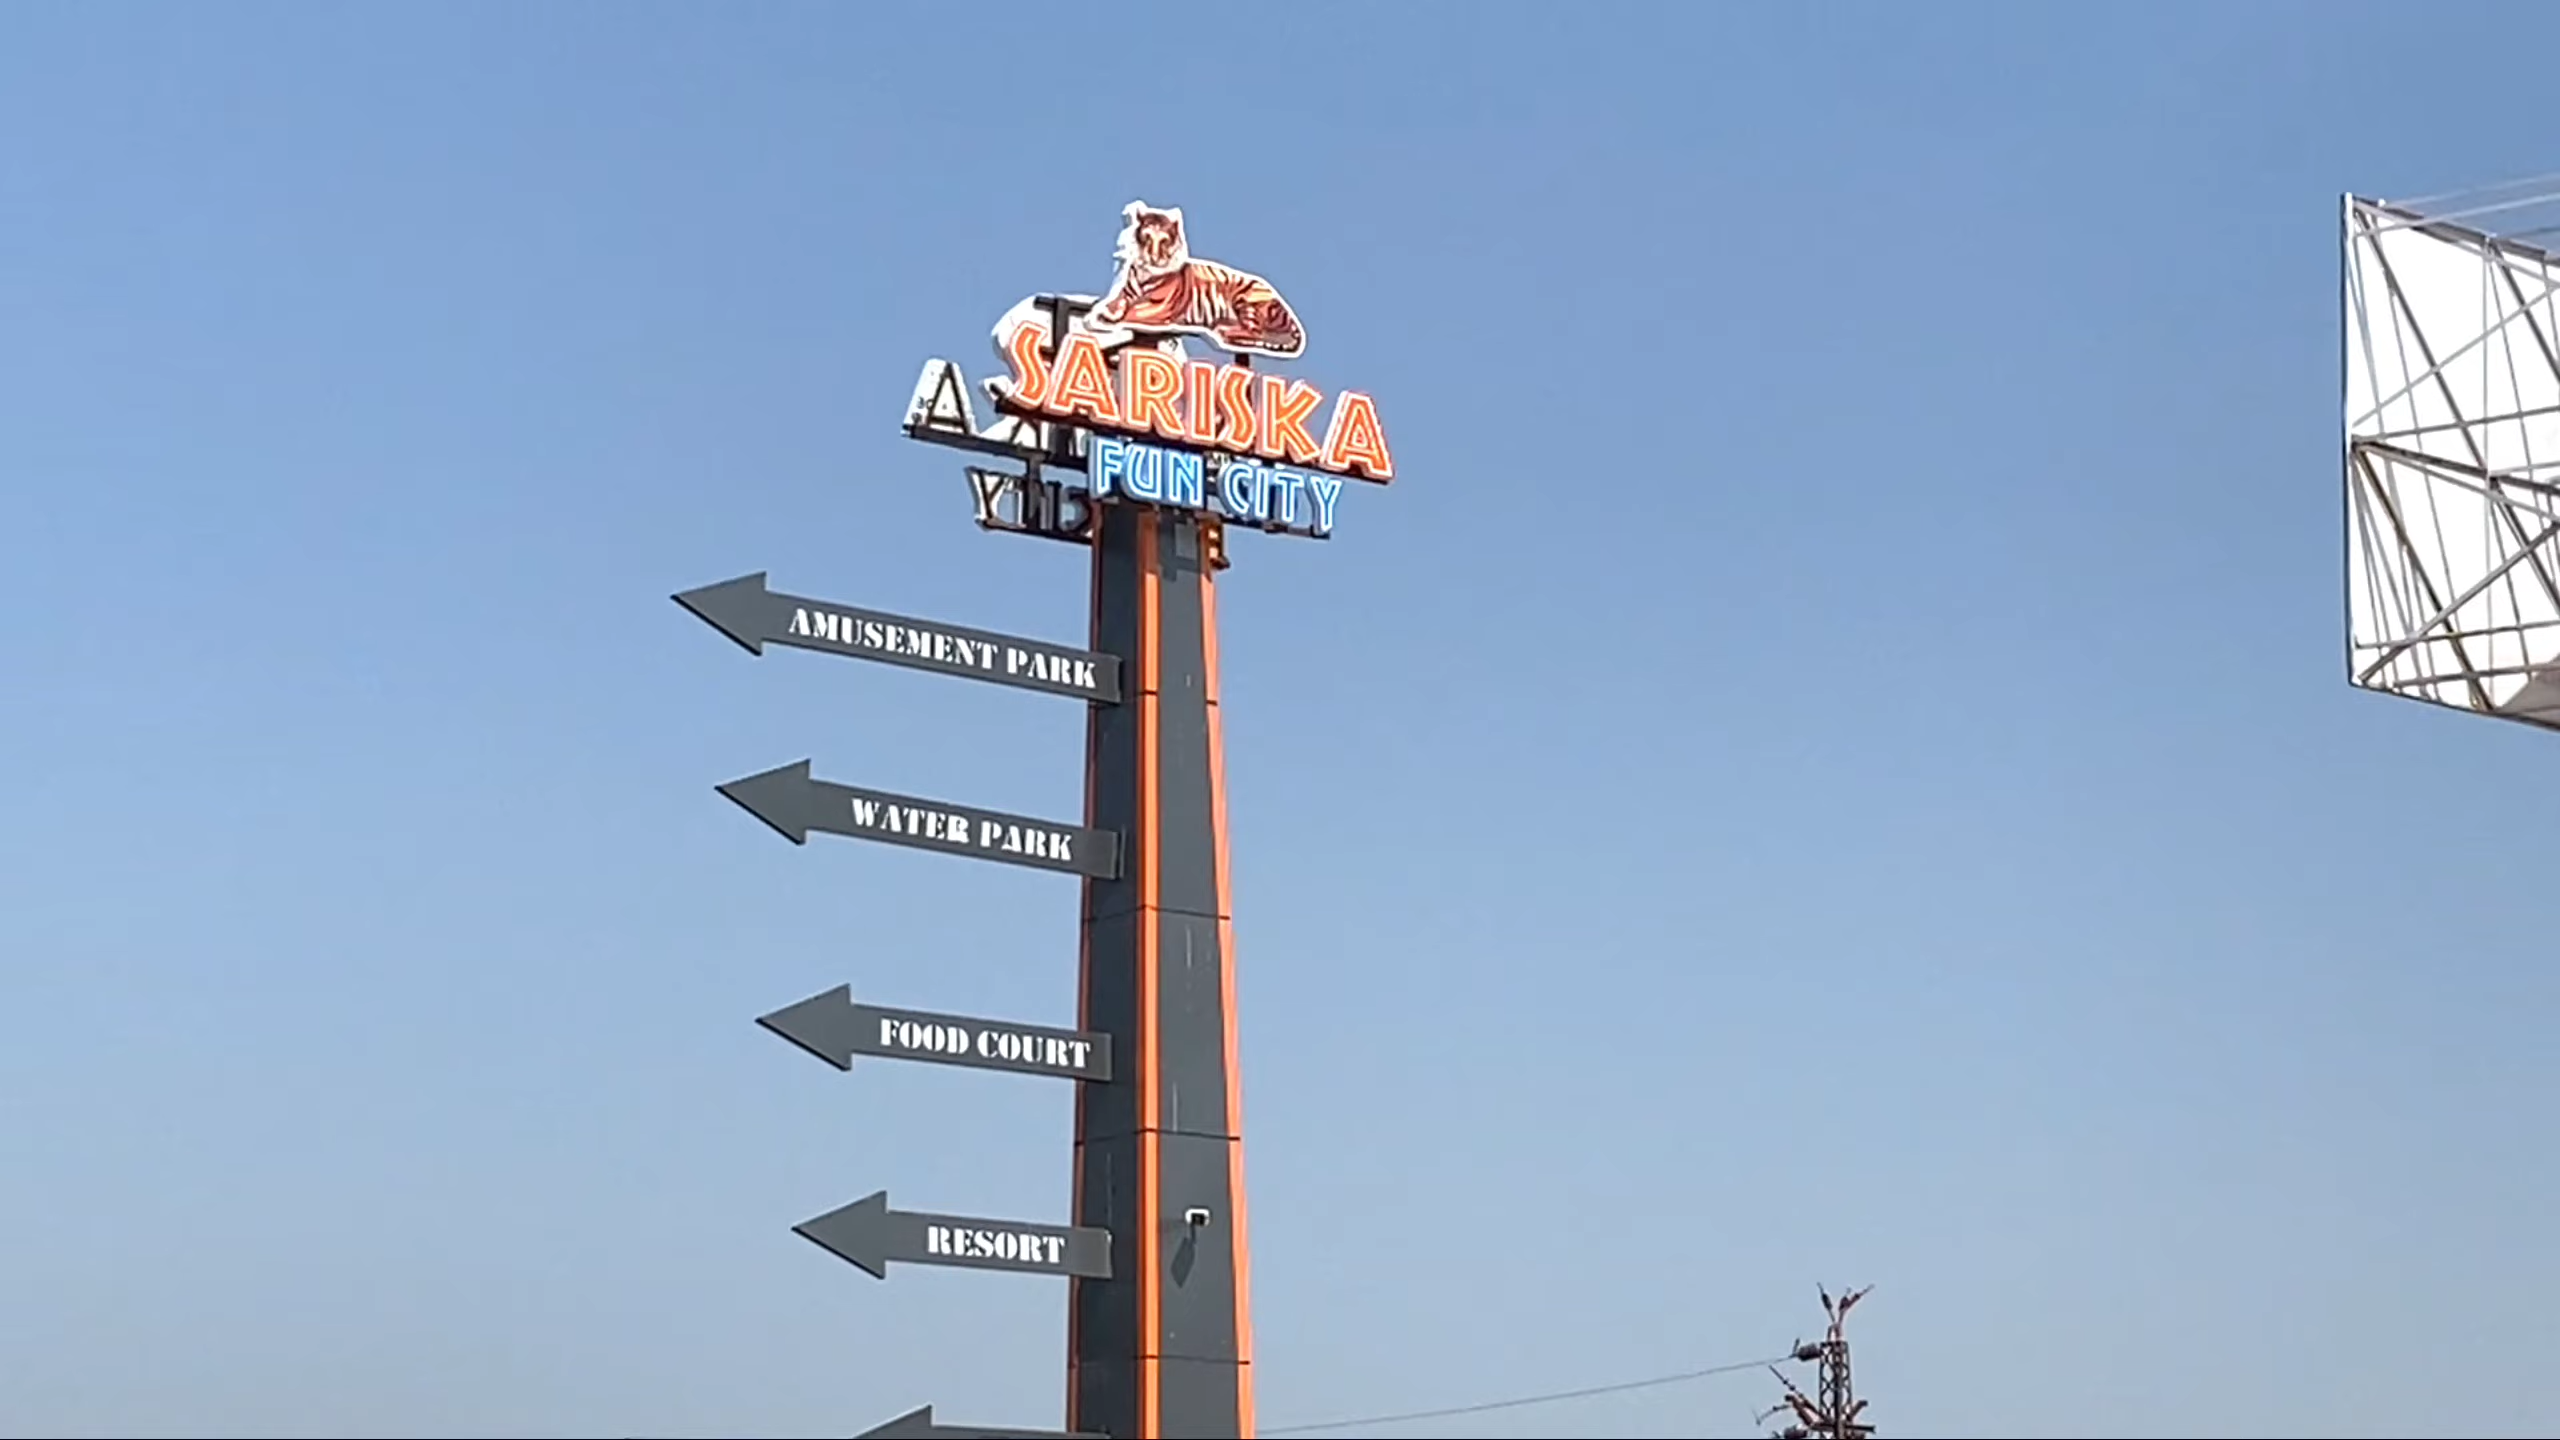 SARISKA
FUN CITY
AMUSEMENT PARK
WATER PARK
FOOD COURT
RESORT